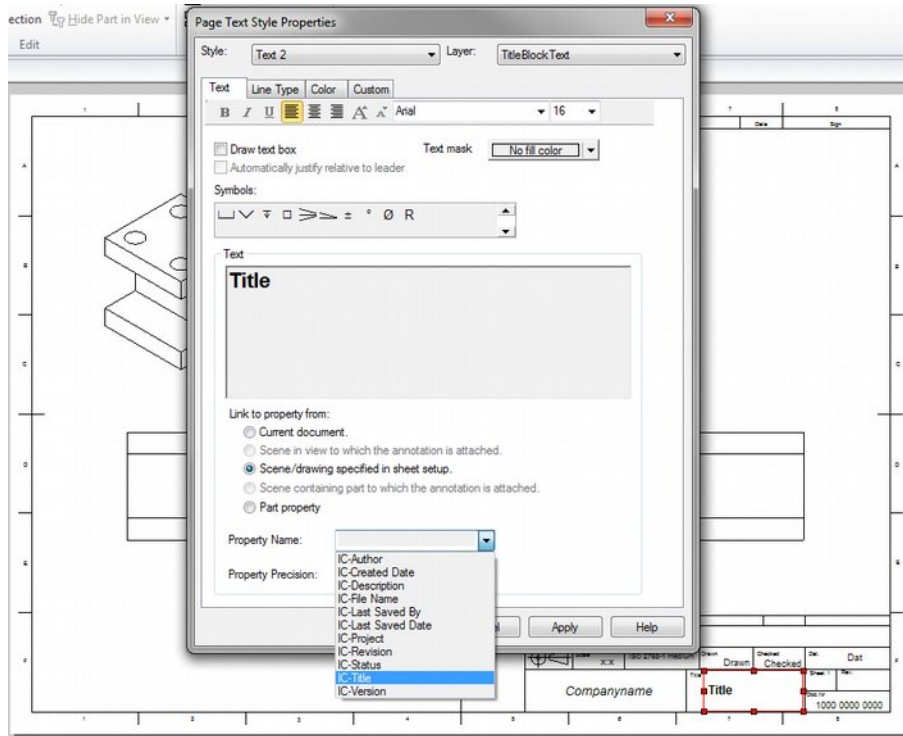 ection Hide Part in View
Edit
Page Text Style Properties
Style: Text 2 Layer: TitleBlockText
Text Line Type Color Custom
B I U A A Arial 16
Draw text box Text mask No fill color
Automatically justify relative to leader
Symbols:
± ° Ø R
Text
Title
Link to property from:
Current document.
Scene in view to which the annotation is attached.
Scene/drawing specified in sheet setup.
Scene containing part to which the annotation is attached.
Part property
Property Name:
Property Precision:
IC-Author
IC-Created Date
IC-Description
IC-File Name
IC-Last Saved By
IC-Last Saved Date
IC-Project
IC-Revision
IC-Status
IC-Title
IC-Version
Apply Help
Date Sign
x:x
Drawn Checked Dat
Drawn Checked
Companyname
Title
Title
1000 0000 0000